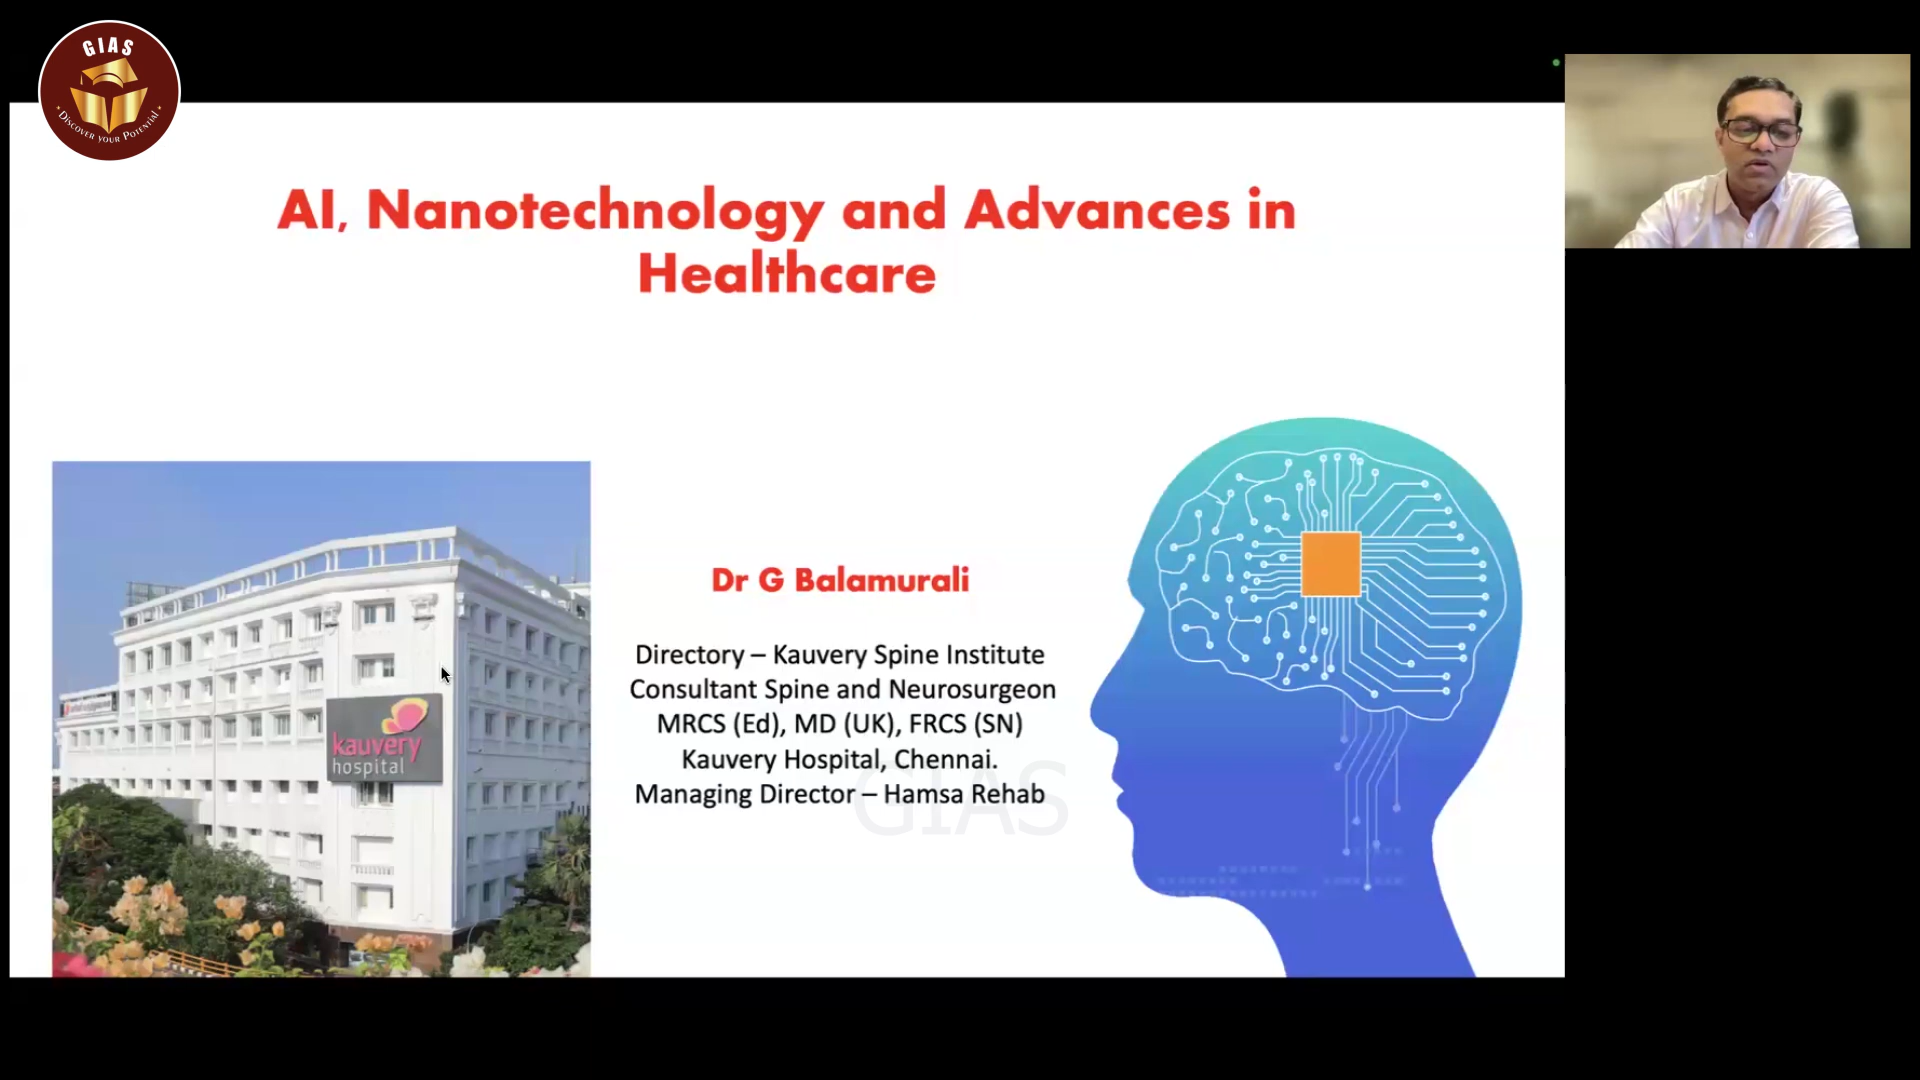 GIAS
DISCOVER YOUR POTENTIAL
AI, Nanotechnology and Advances in
Healthcare
Dr G Balamurali
Directory – Kauvery Spine Institute
Consultant Spine and Neurosurgeon
MRCS (Ed), MD (UK), FRCS (SN)
Kauvery Hospital, Chennai.
Managing Director – Hamsa Rehab
GIAS
kauvery
hospital